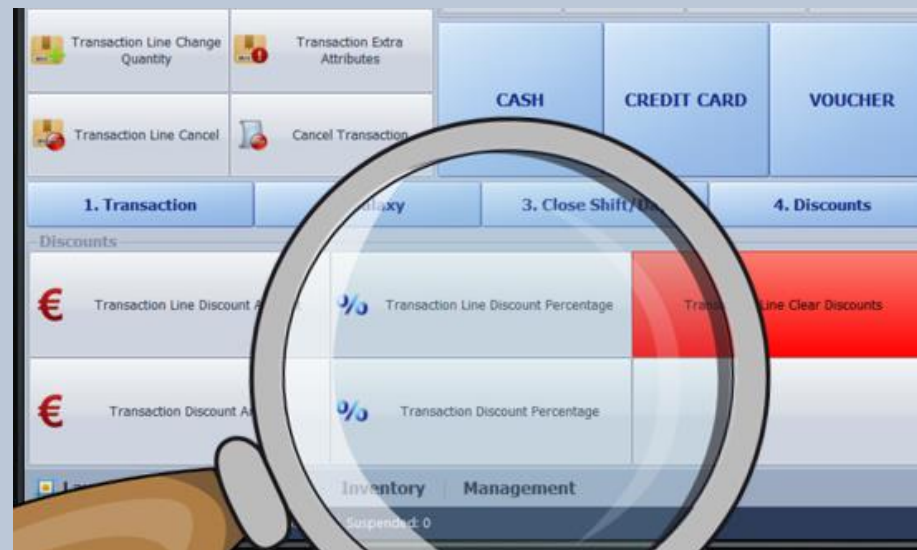 Transaction Line Change
Quantity
Transaction Extra
Attributes
CASH
CREDIT CARD
VOUCHER
Transaction Line Cancel
Cancel Transaction
1. Transaction
3. Close
4. Discounts
Discounts
€ Transaction Line Discount
% Transaction Line Discount Percentage
Line Clear Discounts
€ Transaction Discount
% Transaction Discount Percentage
Inventory
Management
Suspended: 0